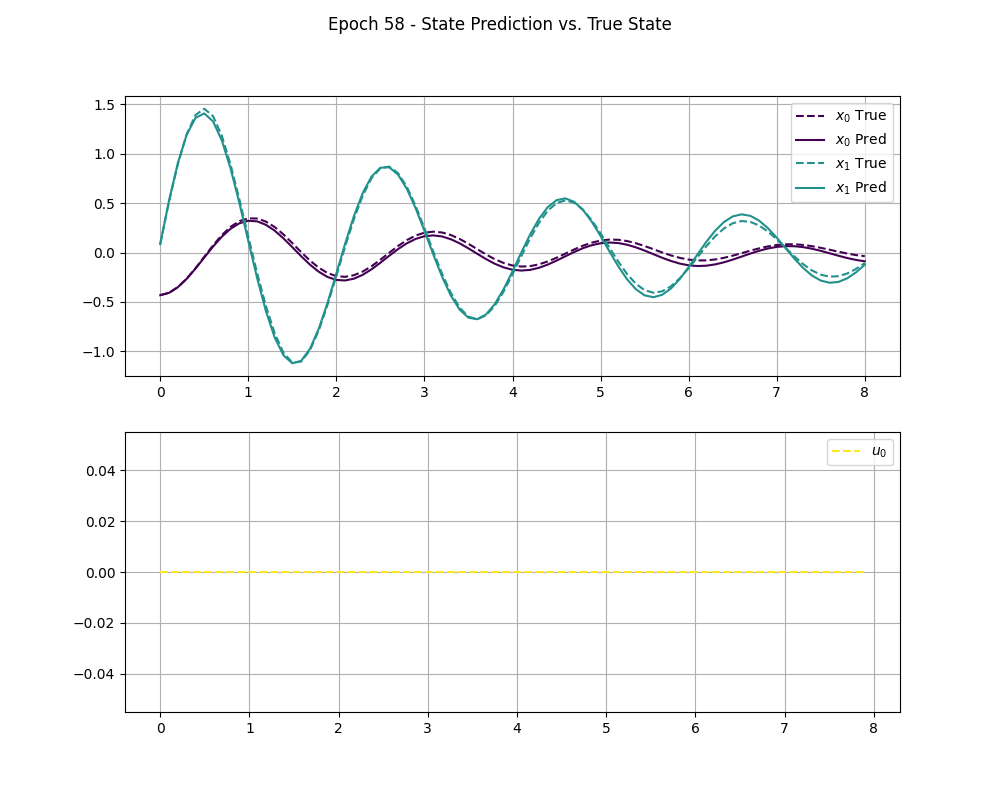 Epoch 58 - State Prediction vs. True State
1.5
1.0
0.5
0.0
−0.5
−1.0
x₀ True
x₀ Pred
x₁ True
x₁ Pred
0 1 2 3 4 5 6 7 8
0.04
0.02
0.00
−0.02
−0.04
u₀
0 1 2 3 4 5 6 7 8